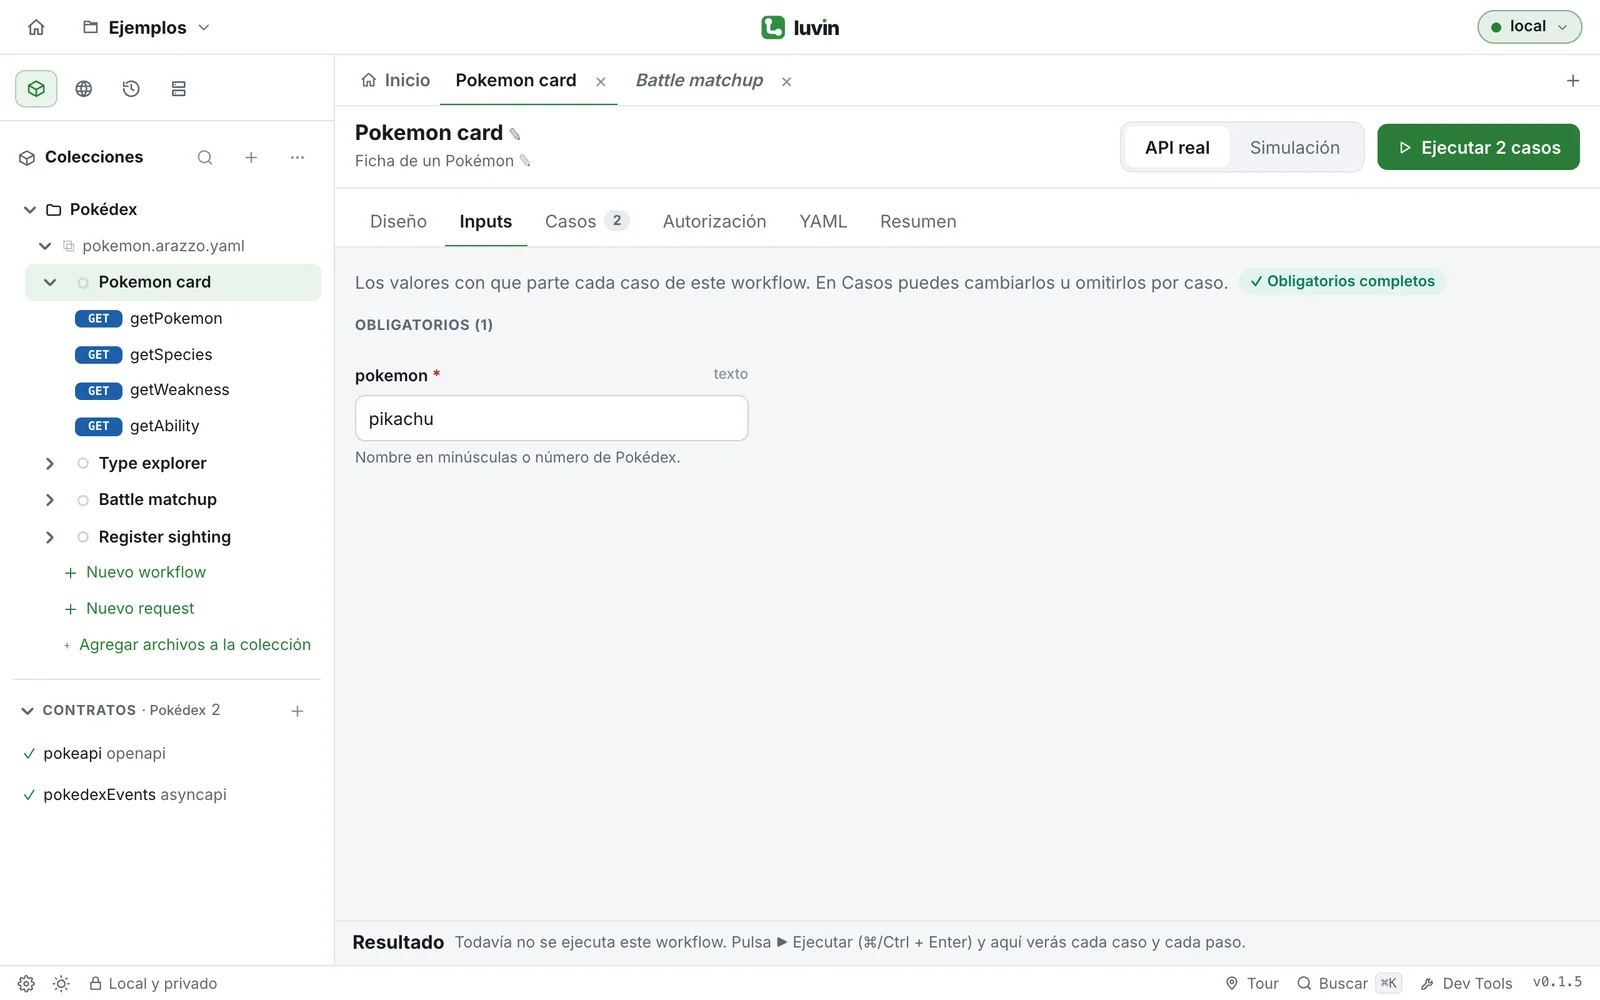 Ejemplos
luvin
local
Inicio
Pokemon card
Battle matchup
Colecciones
Pokédex
pokemon.arazzo.yaml
Pokemon card
GET getPokemon
GET getSpecies
GET getWeakness
GET getAbility
Type explorer
Battle matchup
Register sighting
+ Nuevo workflow
+ Nuevo request
+ Agregar archivos a la colección
CONTRATOS · Pokédex 2
pokeapi openapi
pokedexEvents asyncapi
Pokemon card
Ficha de un Pokémon
API real
Simulación
Ejecutar 2 casos
Diseño
Inputs
Casos 2
Autorización
YAML
Resumen
Los valores con que parte cada caso de este workflow. En Casos puedes cambiarlos u omitirlos por caso.
✓ Obligatorios completos
OBLIGATORIOS (1)
pokemon *
texto
pikachu
Nombre en minúsculas o número de Pokédex.
Resultado Todavía no se ejecuta este workflow. Pulsa ▶ Ejecutar (⌘/Ctrl + Enter) y aquí verás cada caso y cada paso.
Local y privado
Tour
Buscar ⌘K
Dev Tools
v0.1.5